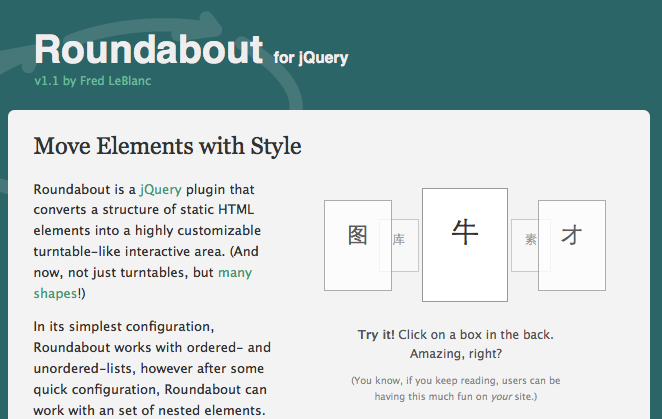 Roundabout for jQuery
v1.1 by Fred LeBlanc
Move Elements with Style
Roundabout is a jQuery plugin that
converts a structure of static HTML
elements into a highly customizable
turntable-like interactive area. (And
now, not just turntables, but many
shapes!)
In its simplest configuration,
Roundabout works with ordered- and
unordered-lists, however after some
quick configuration, Roundabout can
work with an set of nested elements.
图 库 牛 素 才
Try it! Click on a box in the back.
Amazing, right?
(You know, if you keep reading, users can be
having this much fun on your site.)